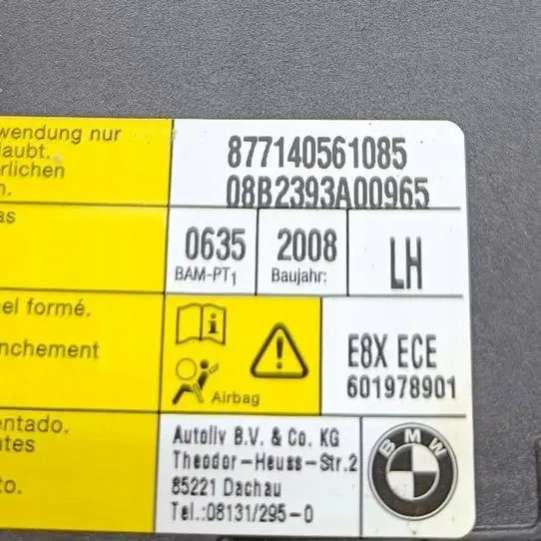 wendung nur
laubt.
rlichen
n.
as
el formé.
nchement
entado.
ntes
to.
877140561085
08B2393A00965
0635
BAM-PT1
2008
Baujahr:
LH
Airbag
E8X ECE
601978901
Autoliv B.V. & Co. KG
Theodor-Heuss-Str.2
85221 Dachau
Tel.:08131/295-0
BMW